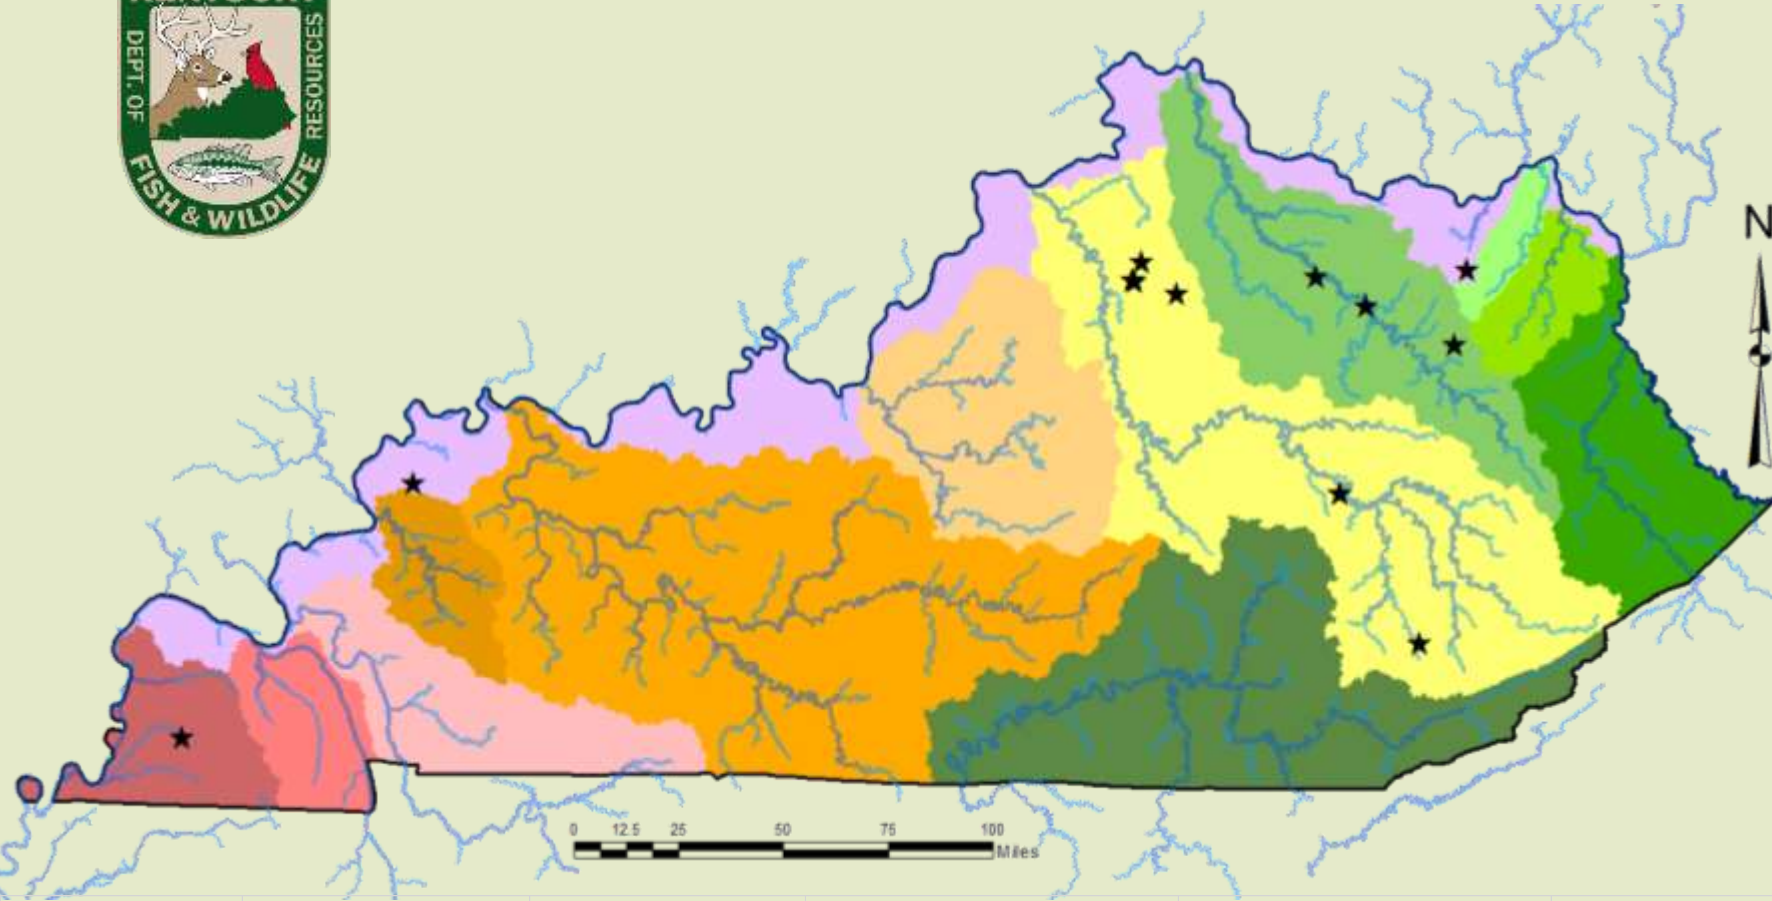 DEPT. OF
RESOURCES
FISH & WILDLIFE
N
0 12.5 25 50 75 100
Miles